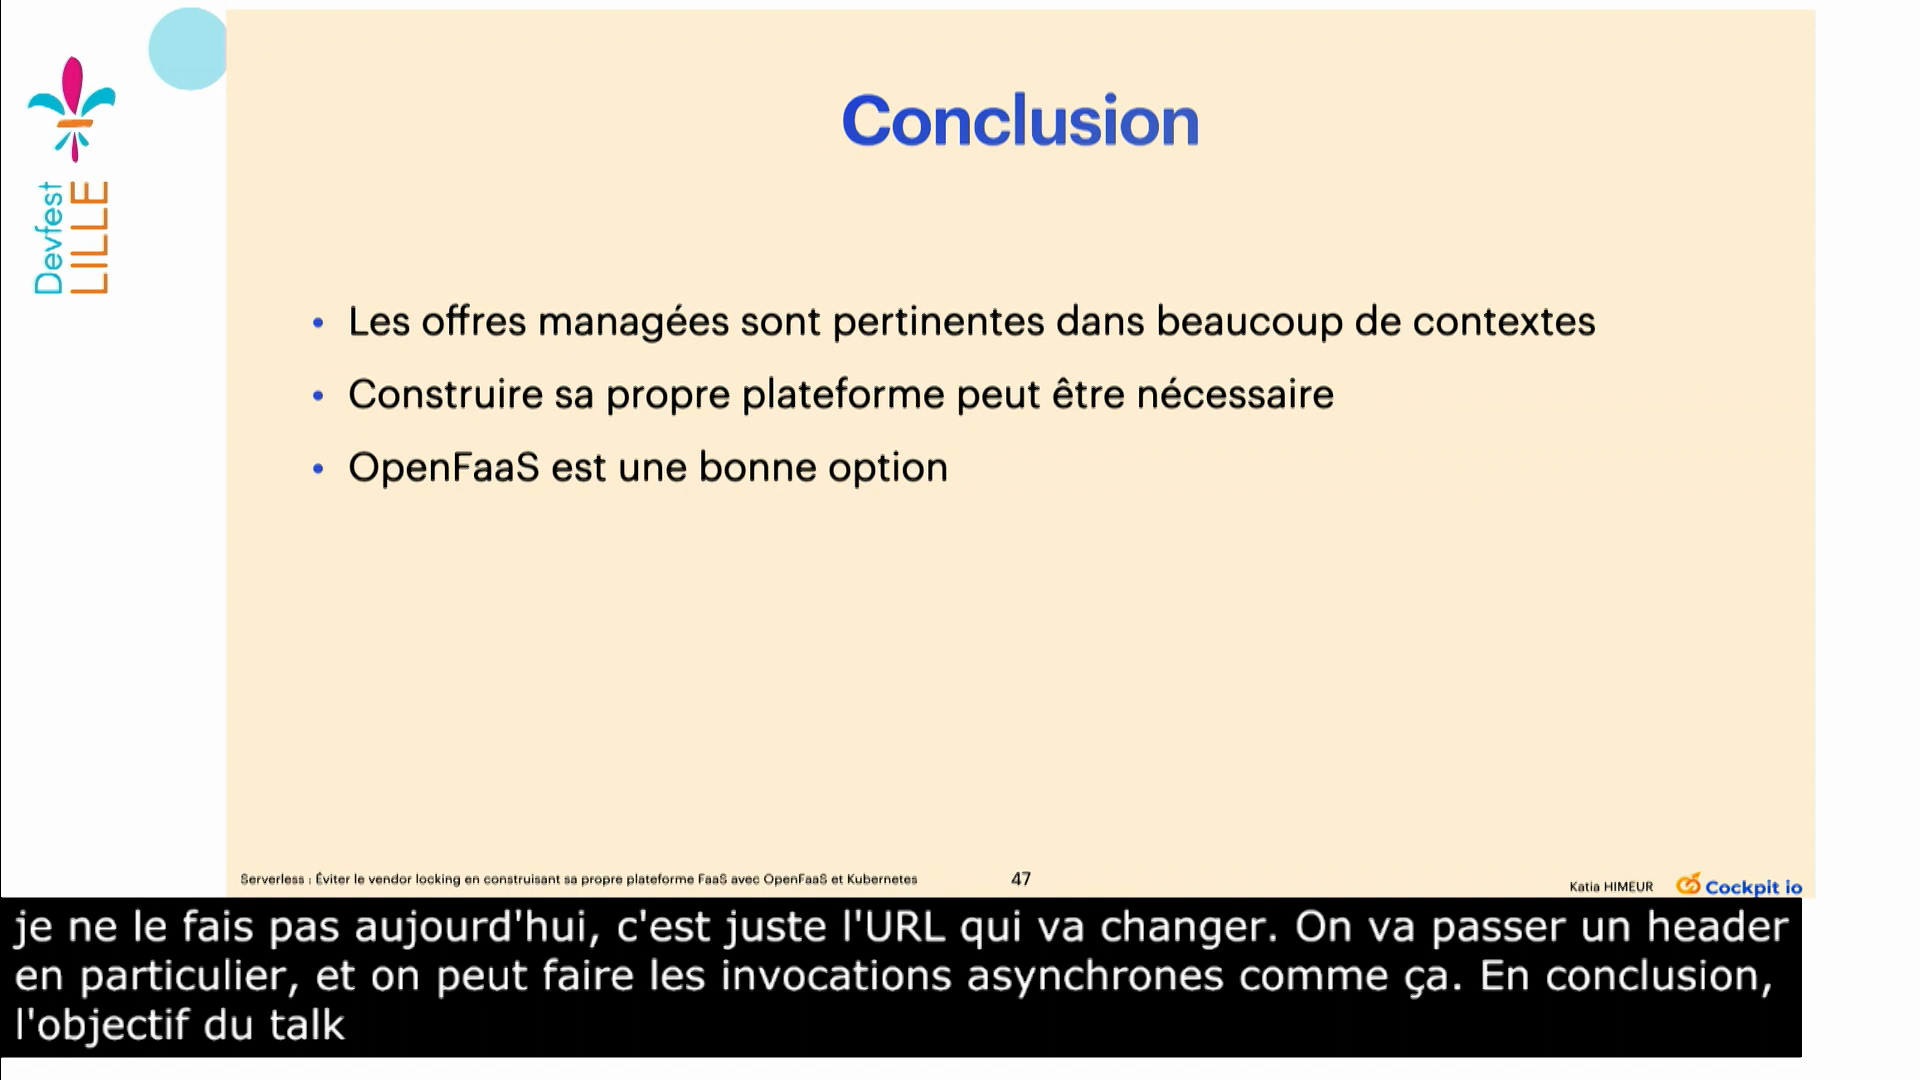 Devfest
LILLE
Conclusion
• Les offres managées sont pertinentes dans beaucoup de contextes
• Construire sa propre plateforme peut être nécessaire
• OpenFaaS est une bonne option
Serverless : Éviter le vendor locking en construisant sa propre plateforme FaaS avec OpenFaaS et Kubernetes
47
Katia HIMEUR
Cockpit io
je ne le fais pas aujourd'hui, c'est juste l'URL qui va changer. On va passer un header
en particulier, et on peut faire les invocations asynchrones comme ça. En conclusion,
l'objectif du talk